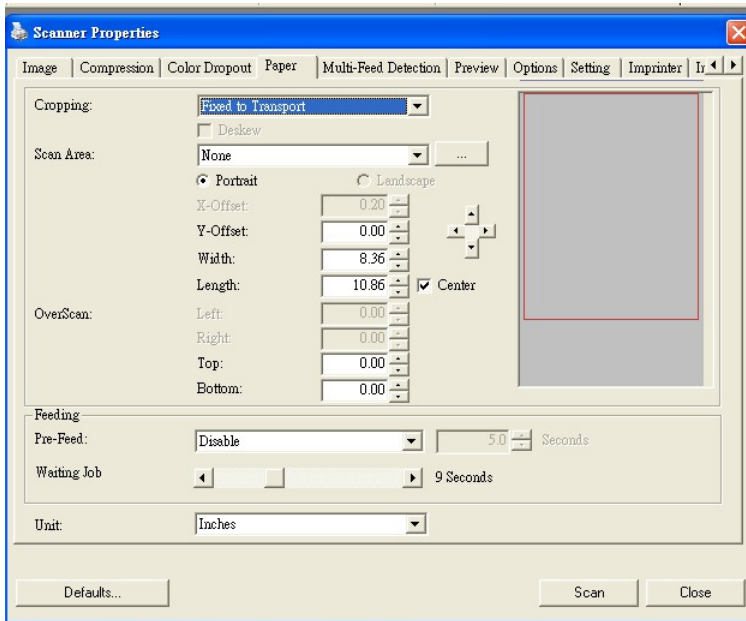 Scanner Properties
Image Compression Color Dropout Paper Multi-Feed Detection Preview Options Setting Imprinter
Cropping: Fixed to Transport
Deskew
Scan Area: None ...
Portrait Landscape
X-Offset: 0.20
Y-Offset: 0.00
Width: 8.36
Length: 10.86 Center
OverScan: Left: 0.00
Right: 0.00
Top: 0.00
Bottom: 0.00
Feeding
Pre-Feed: Disable 5.0 Seconds
Waiting Job 9 Seconds
Unit: Inches
Defaults... Scan Close